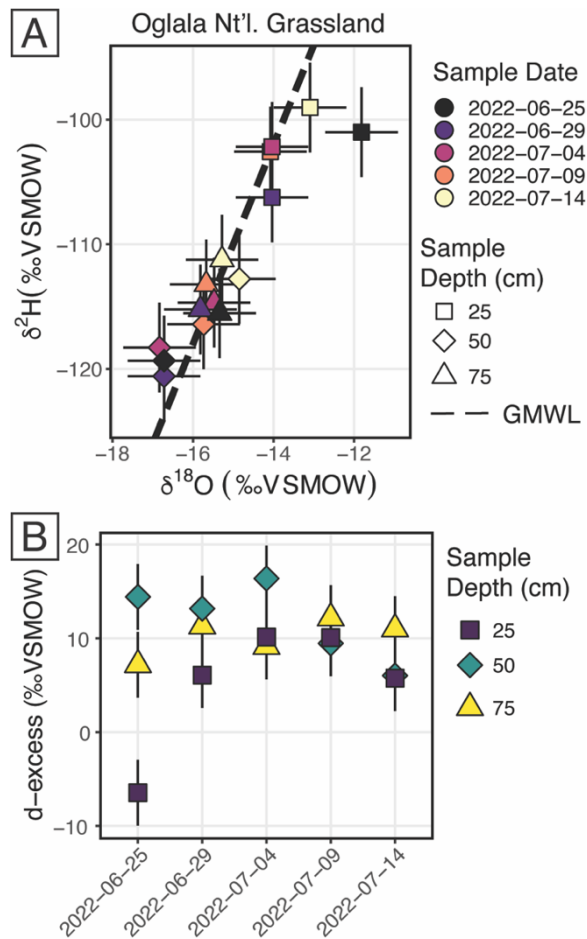 A
Oglala Nt'l. Grassland
−100
−110
−120
δ²H(‰VSMOW)
−18
−16
−14
−12
δ¹⁸O (‰VSMOW)
Sample Date
2022−06−25
2022−06−29
2022−07−04
2022−07−09
2022−07−14
Sample
Depth (cm)
25
50
75
GMWL
B
20
10
0
−10
d−excess (‰VSMOW)
2022−06−25
2022−06−29
2022−07−04
2022−07−09
2022−07−14
Sample
Depth (cm)
25
50
75